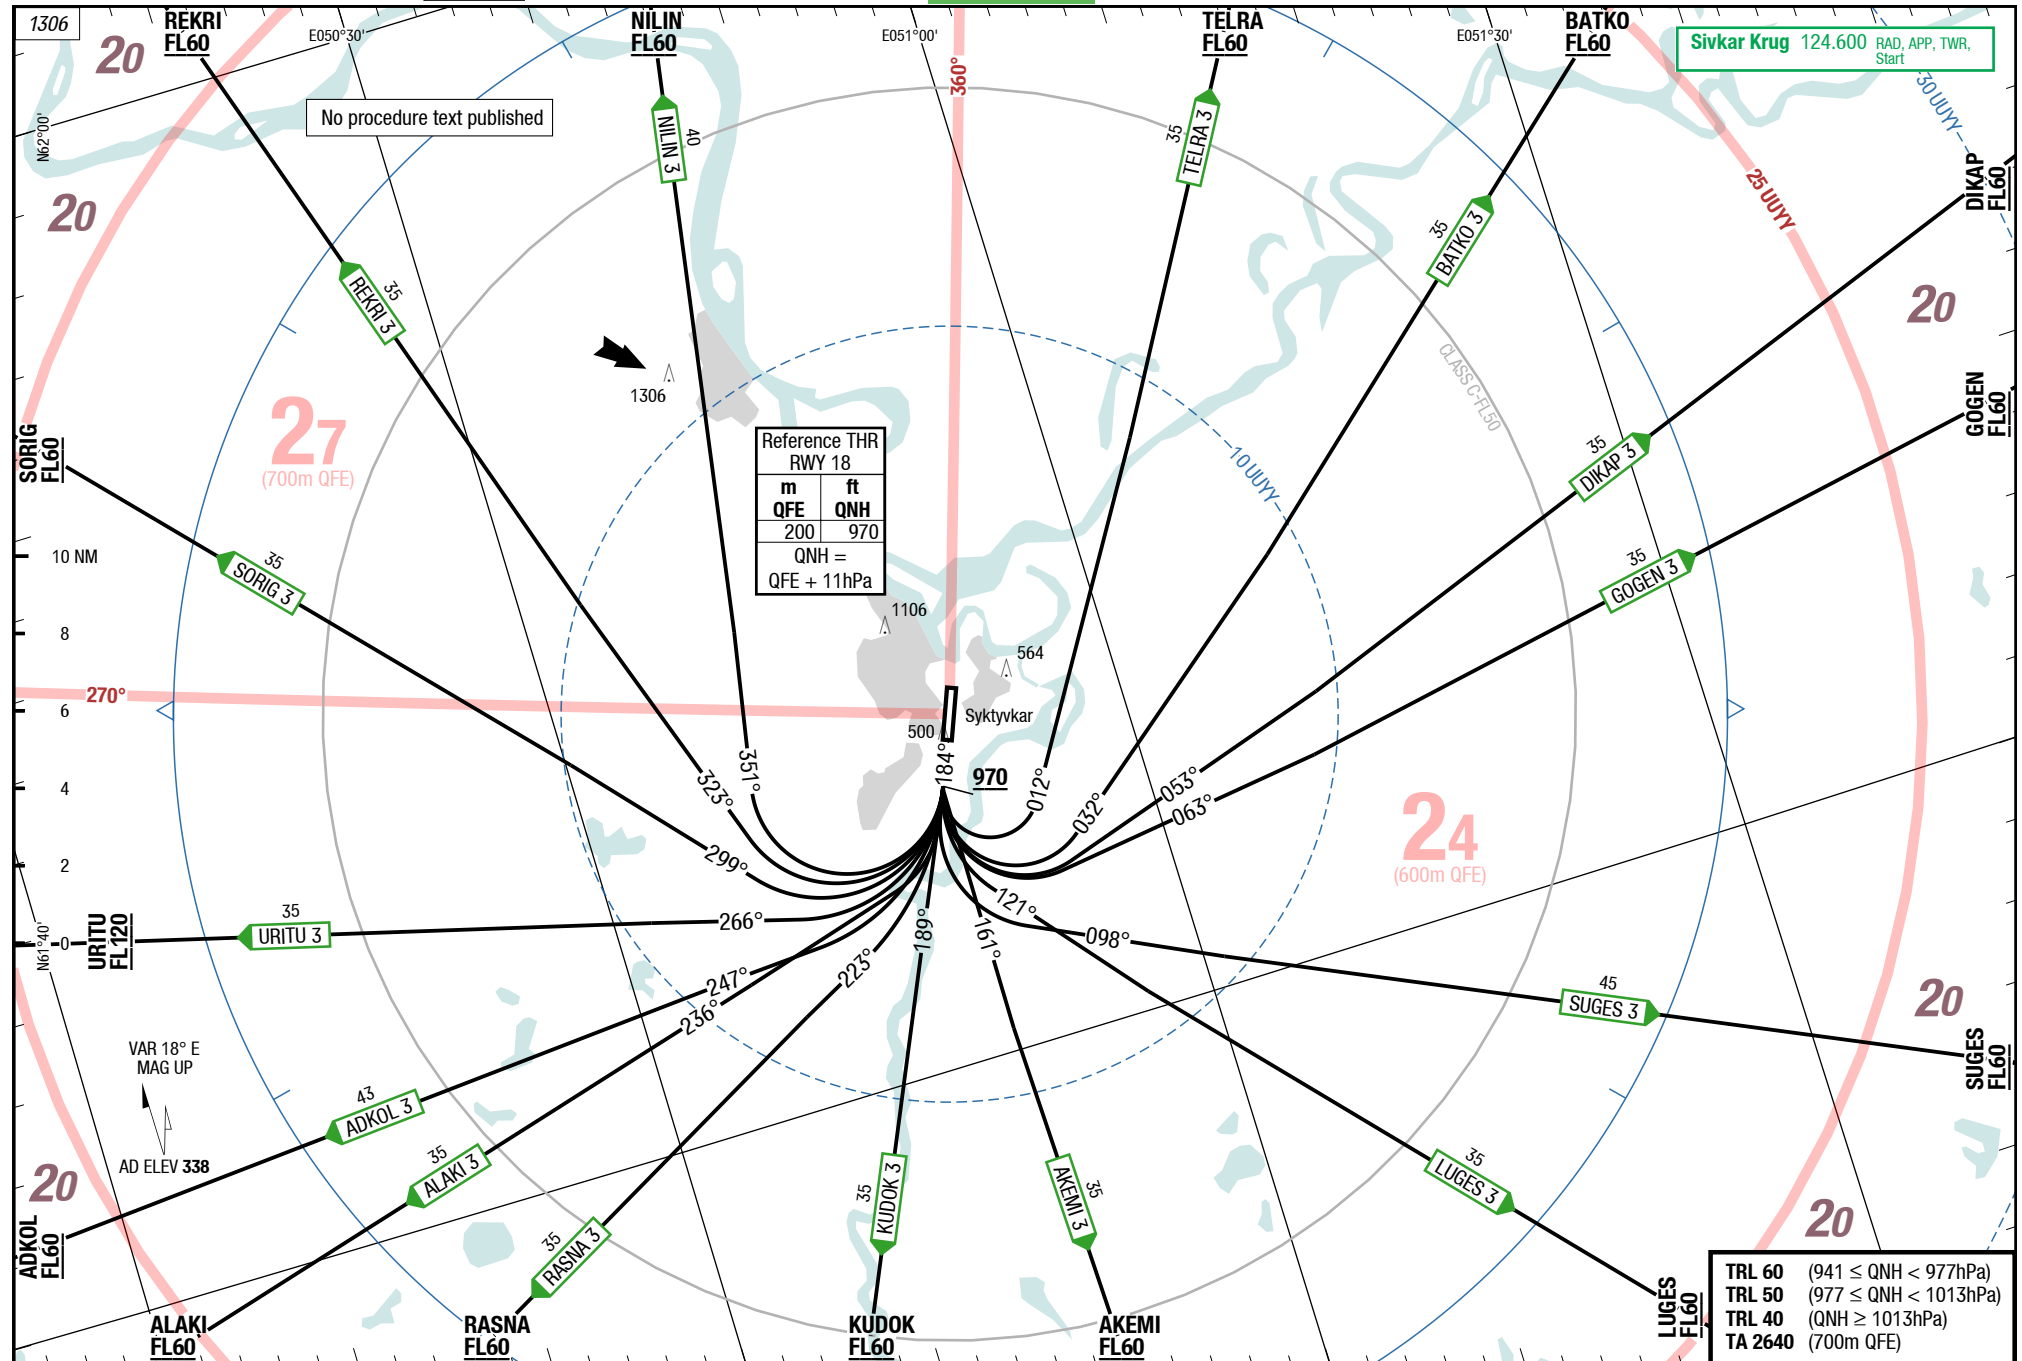 1306
REKRI
FL60
E050°30'
NILIN
FL60
E051°00'
TELRA
FL60
E051°30'
BATKO
FL60
Sivkar Krug 124.600 RAD, APP, TWR,
Start
20
360°
30 UUYY
No procedure text published
N62°00'
NILIN 3
40
TELRA 3
35
25 UUYY
DIKAP
FL60
20
BATKO 3
35
REKRI 3
35
20
1306
CLASS C-FL50
GOGEN
FL60
27
(700m QFE)
SORIG
FL60
Reference THR
RWY 18
m ft
QFE QNH
200 970
QNH =
QFE + 11hPa
10 UUYY
DIKAP 3
35
10 NM
SORIG 3
35
GOGEN 3
35
1106
8
564
270°
6
Syktyvkar
500
184°
970
351°
323°
012°
032°
053°
063°
4
24
(600m QFE)
299°
2
121°
161°
098°
189°
266°
URITU 3
35
URITU
FL120
0
N61°40'
247°
236°
223°
SUGES 3
45
20
SUGES
FL60
VAR 18° E
MAG UP
AD ELEV 338
ADKOL 3
43
ALAKI 3
35
RASNA 3
35
KUDOK 3
35
AKEMI 3
35
LUGES 3
35
20
20
ADKOL
FL60
ALAKI
FL60
RASNA
FL60
KUDOK
FL60
AKEMI
FL60
LUGES
FL60
TRL 60 (941 ≤ QNH < 977hPa)
TRL 50 (977 ≤ QNH < 1013hPa)
TRL 40 (QNH ≥ 1013hPa)
TA 2640 (700m QFE)